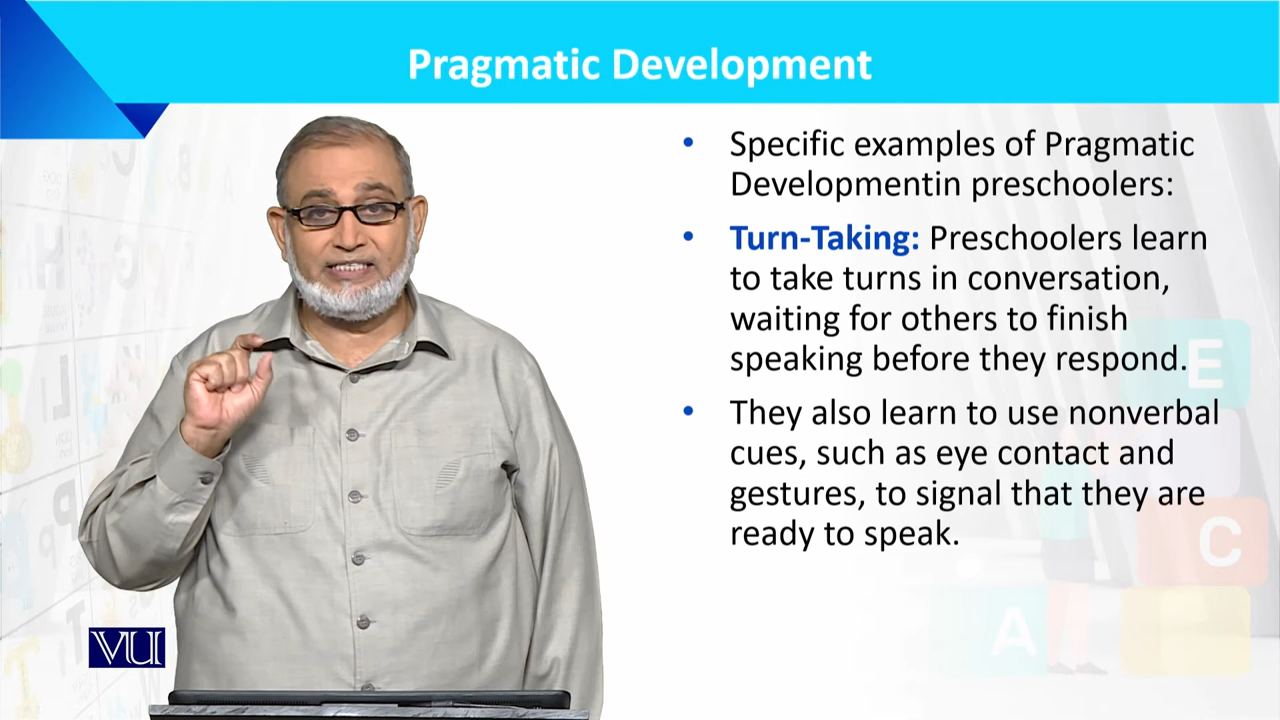 Pragmatic Development
• Specific examples of Pragmatic
Developmentin preschoolers:
• Turn-Taking: Preschoolers learn
to take turns in conversation,
waiting for others to finish
speaking before they respond.
• They also learn to use nonverbal
cues, such as eye contact and
gestures, to signal that they are
ready to speak.
E
C
A
VU